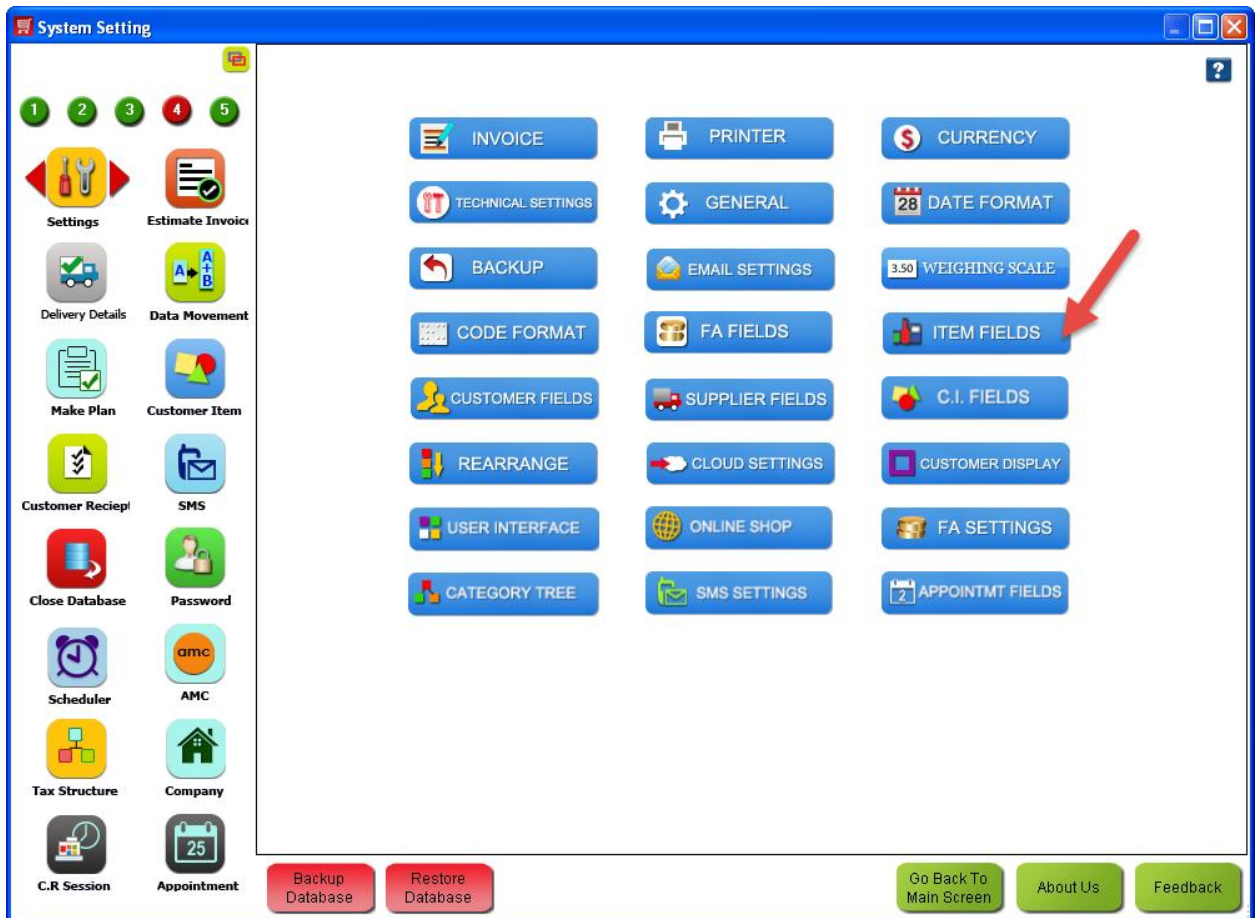 System Setting
?
1 2 3 4 5
Settings
Estimate Invoice
Delivery Details
A
A
+
B
Data Movement
Make Plan
Customer Item
Customer Reciept
SMS
Close Database
Password
Scheduler
amc
AMC
Tax Structure
Company
C.R Session
25
Appointment
INVOICE
PRINTER
$ CURRENCY
TECHNICAL SETTINGS
GENERAL
28 DATE FORMAT
BACKUP
EMAIL SETTINGS
3.50 WEIGHING SCALE
CODE FORMAT
FA FIELDS
ITEM FIELDS
CUSTOMER FIELDS
SUPPLIER FIELDS
C.I. FIELDS
REARRANGE
CLOUD SETTINGS
CUSTOMER DISPLAY
USER INTERFACE
ONLINE SHOP
FA SETTINGS
CATEGORY TREE
SMS SETTINGS
2 APPOINTMT FIELDS
Backup
Database
Restore
Database
Go Back To
Main Screen
About Us
Feedback